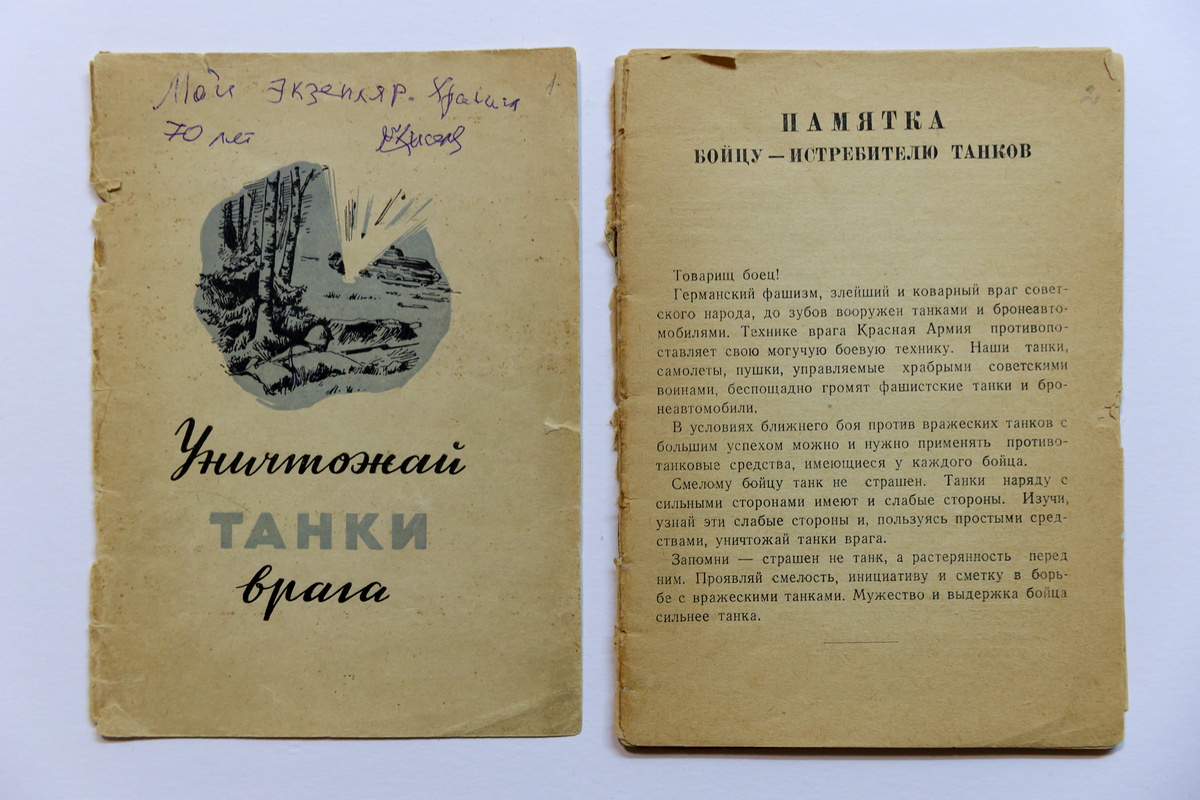 Мой экземпляр. Храню 1
70 лет
Уничтожай
ТАНКИ
врага
2
ПАМЯТКА
БОЙЦУ — ИСТРЕБИТЕЛЮ ТАНКОВ
Товарищ боец!
Германский фашизм, злейший и коварный враг совет-
ского народа, до зубов вооружен танками и бронеавто-
мобилями. Технике врага Красная Армия противопо-
ставляет свою могучую боевую технику. Наши танки,
самолеты, пушки, управляемые храбрыми советскими
воинами, беспощадно громят фашистские танки и бро-
неавтомобили.
В условиях ближнего боя против вражеских танков с
большим успехом можно и нужно применять противо-
танковые средства, имеющиеся у каждого бойца.
Смелому бойцу танк не страшен. Танки наряду с
сильными сторонами имеют и слабые стороны. Изучи,
узнай эти слабые стороны и, пользуясь простыми сред-
ствами, уничтожай танки врага.
Запомни — страшен не танк, а растерянность перед
ним. Проявляй смелость, инициативу и сметку в борь-
бе с вражескими танками. Мужество и выдержка бойца
сильнее танка.